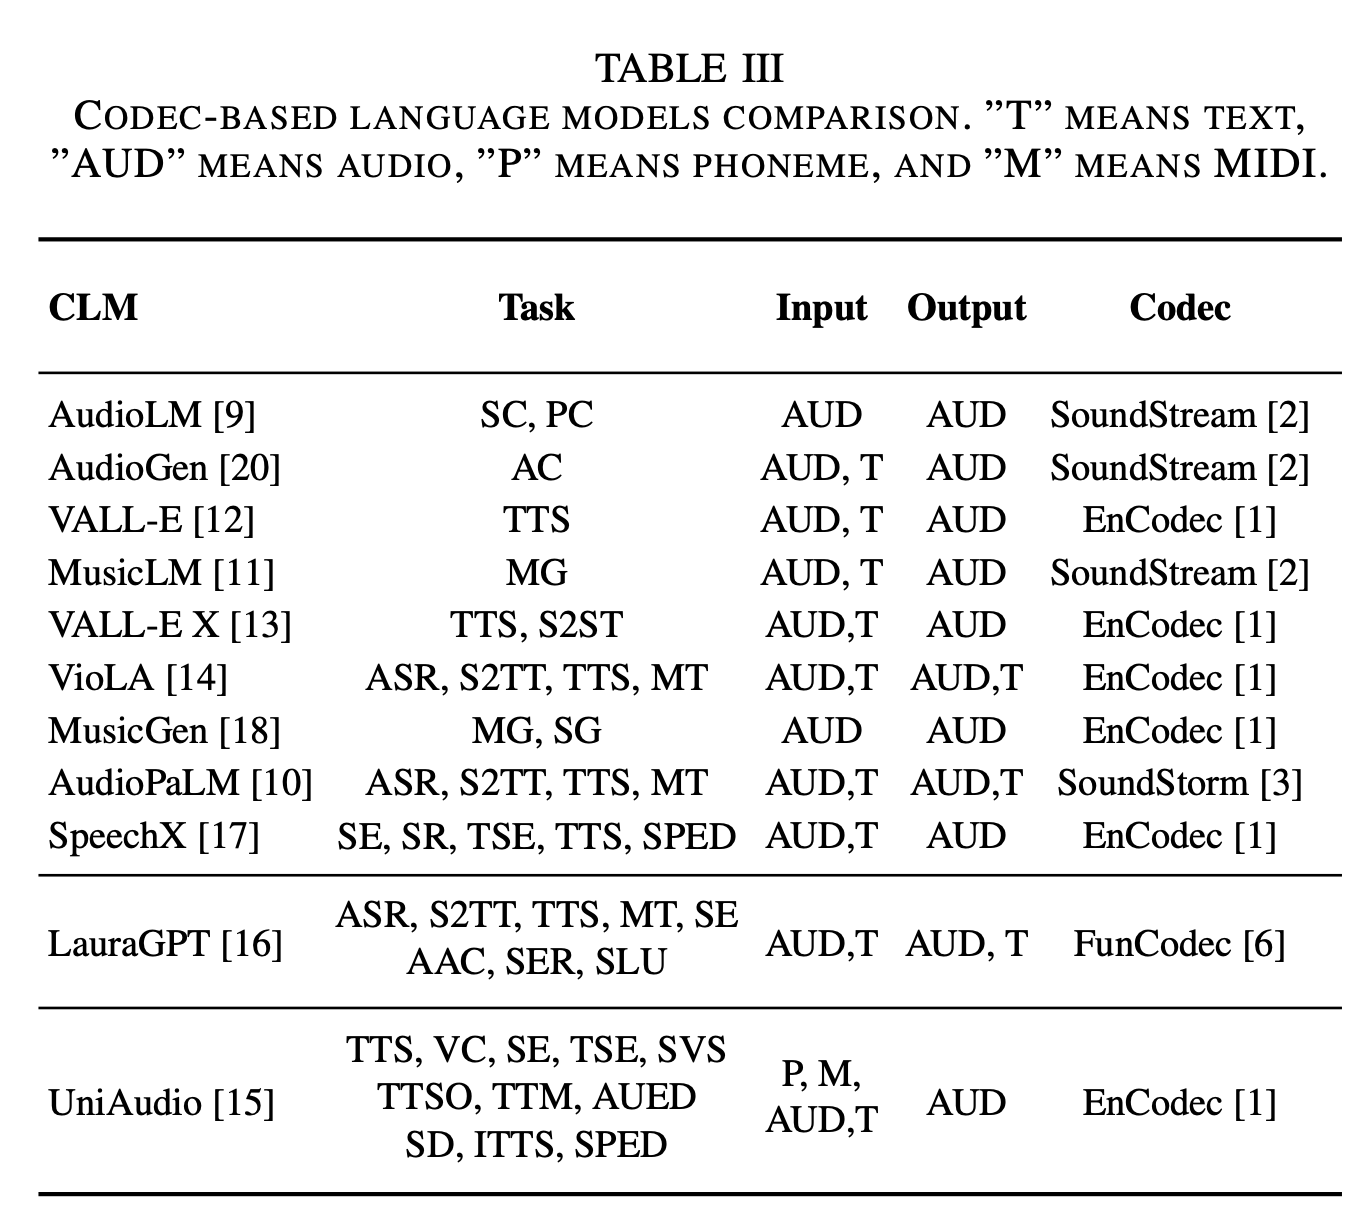 TABLE III
CODEC-BASED LANGUAGE MODELS COMPARISON. ”T” MEANS TEXT,
”AUD” MEANS AUDIO, ”P” MEANS PHONEME, AND ”M” MEANS MIDI.
CLM Task Input Output Codec
AudioLM [9] SC, PC AUD AUD SoundStream [2]
AudioGen [20] AC AUD, T AUD SoundStream [2]
VALL-E [12] TTS AUD, T AUD EnCodec [1]
MusicLM [11] MG AUD, T AUD SoundStream [2]
VALL-E X [13] TTS, S2ST AUD,T AUD EnCodec [1]
VioLA [14] ASR, S2TT, TTS, MT AUD,T AUD,T EnCodec [1]
MusicGen [18] MG, SG AUD AUD EnCodec [1]
AudioPaLM [10] ASR, S2TT, TTS, MT AUD,T AUD,T SoundStorm [3]
SpeechX [17] SE, SR, TSE, TTS, SPED AUD,T AUD EnCodec [1]
ASR, S2TT, TTS, MT, SE
LauraGPT [16] AUD,T AUD, T FunCodec [6]
AAC, SER, SLU
TTS, VC, SE, TSE, SVS
P, M,
UniAudio [15] TTSO, TTM, AUED AUD EnCodec [1]
AUD,T
SD, ITTS, SPED